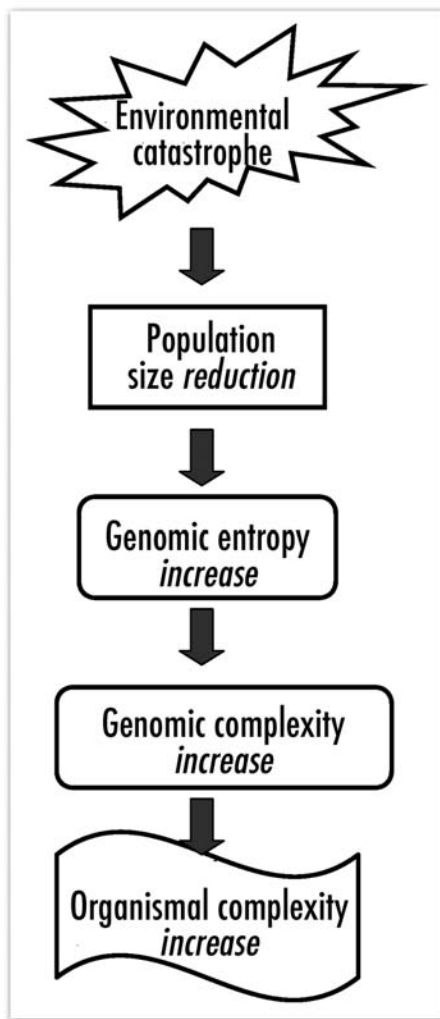 Environmental
catastrophe
Population
size reduction
Genomic entropy
increase
Genomic complexity
increase
Organismal complexity
increase